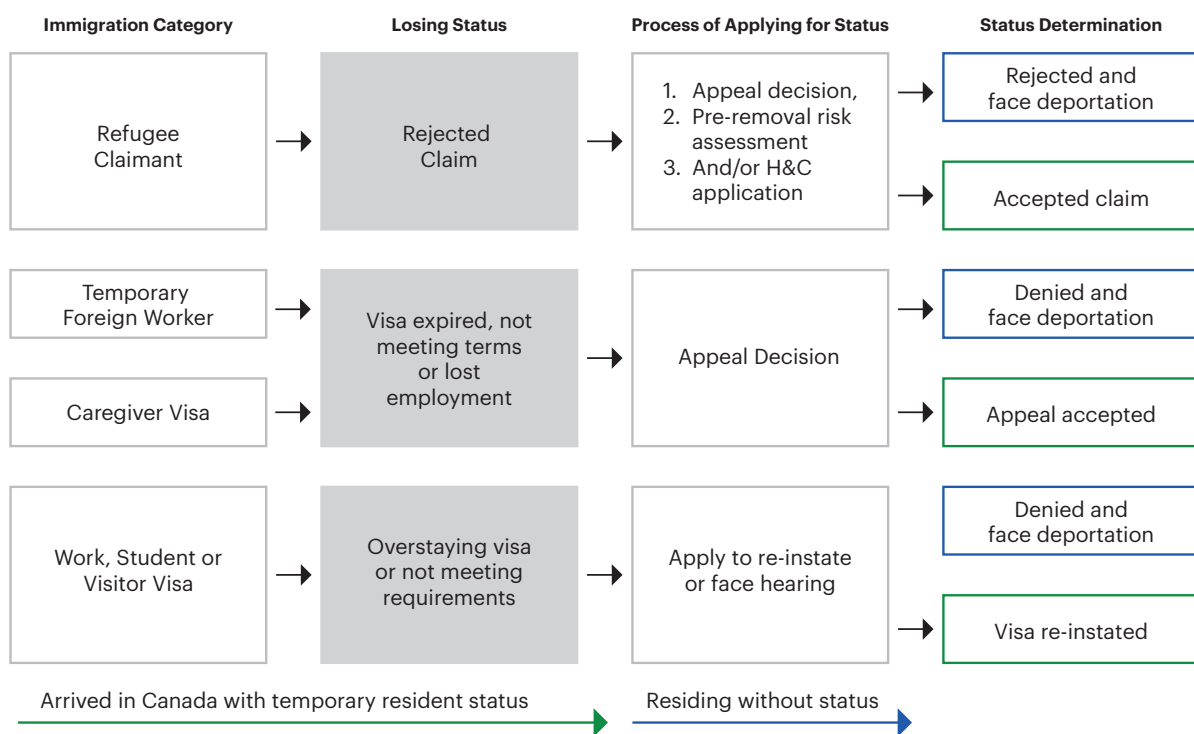 Immigration Category
Losing Status
Process of Applying for Status
Status Determination
Refugee
Claimant
Rejected
Claim
1. Appeal decision,
2. Pre-removal risk
assessment
3. And/or H&C
application
Rejected and
face deportation
Accepted claim
Temporary
Foreign Worker
Caregiver Visa
Visa expired, not
meeting terms
or lost
employment
Appeal Decision
Denied and
face deportation
Appeal accepted
Work, Student or
Visitor Visa
Overstaying visa
or not meeting
requirements
Apply to re-instate
or face hearing
Denied and
face deportation
Visa re-instated
Arrived in Canada with temporary resident status
Residing without status